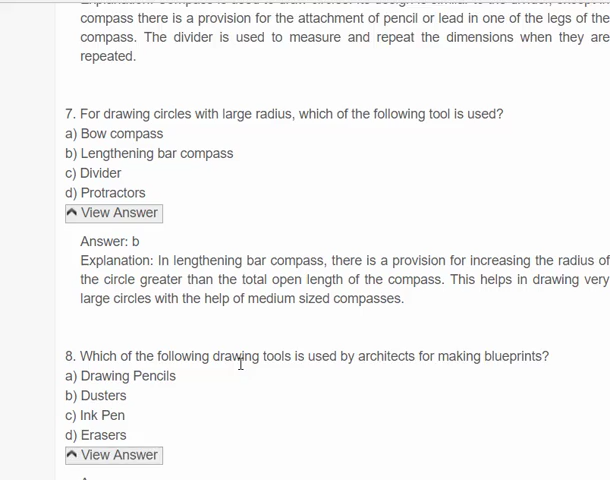 compass there is a provision for the attachment of pencil or lead in one of the legs of the
compass. The divider is used to measure and repeat the dimensions when they are
repeated.
7. For drawing circles with large radius, which of the following tool is used?
a) Bow compass
b) Lengthening bar compass
c) Divider
d) Protractors
View Answer
Answer: b
Explanation: In lengthening bar compass, there is a provision for increasing the radius of
the circle greater than the total open length of the compass. This helps in drawing very
large circles with the help of medium sized compasses.
8. Which of the following drawing tools is used by architects for making blueprints?
a) Drawing Pencils
b) Dusters
c) Ink Pen
d) Erasers
View Answer